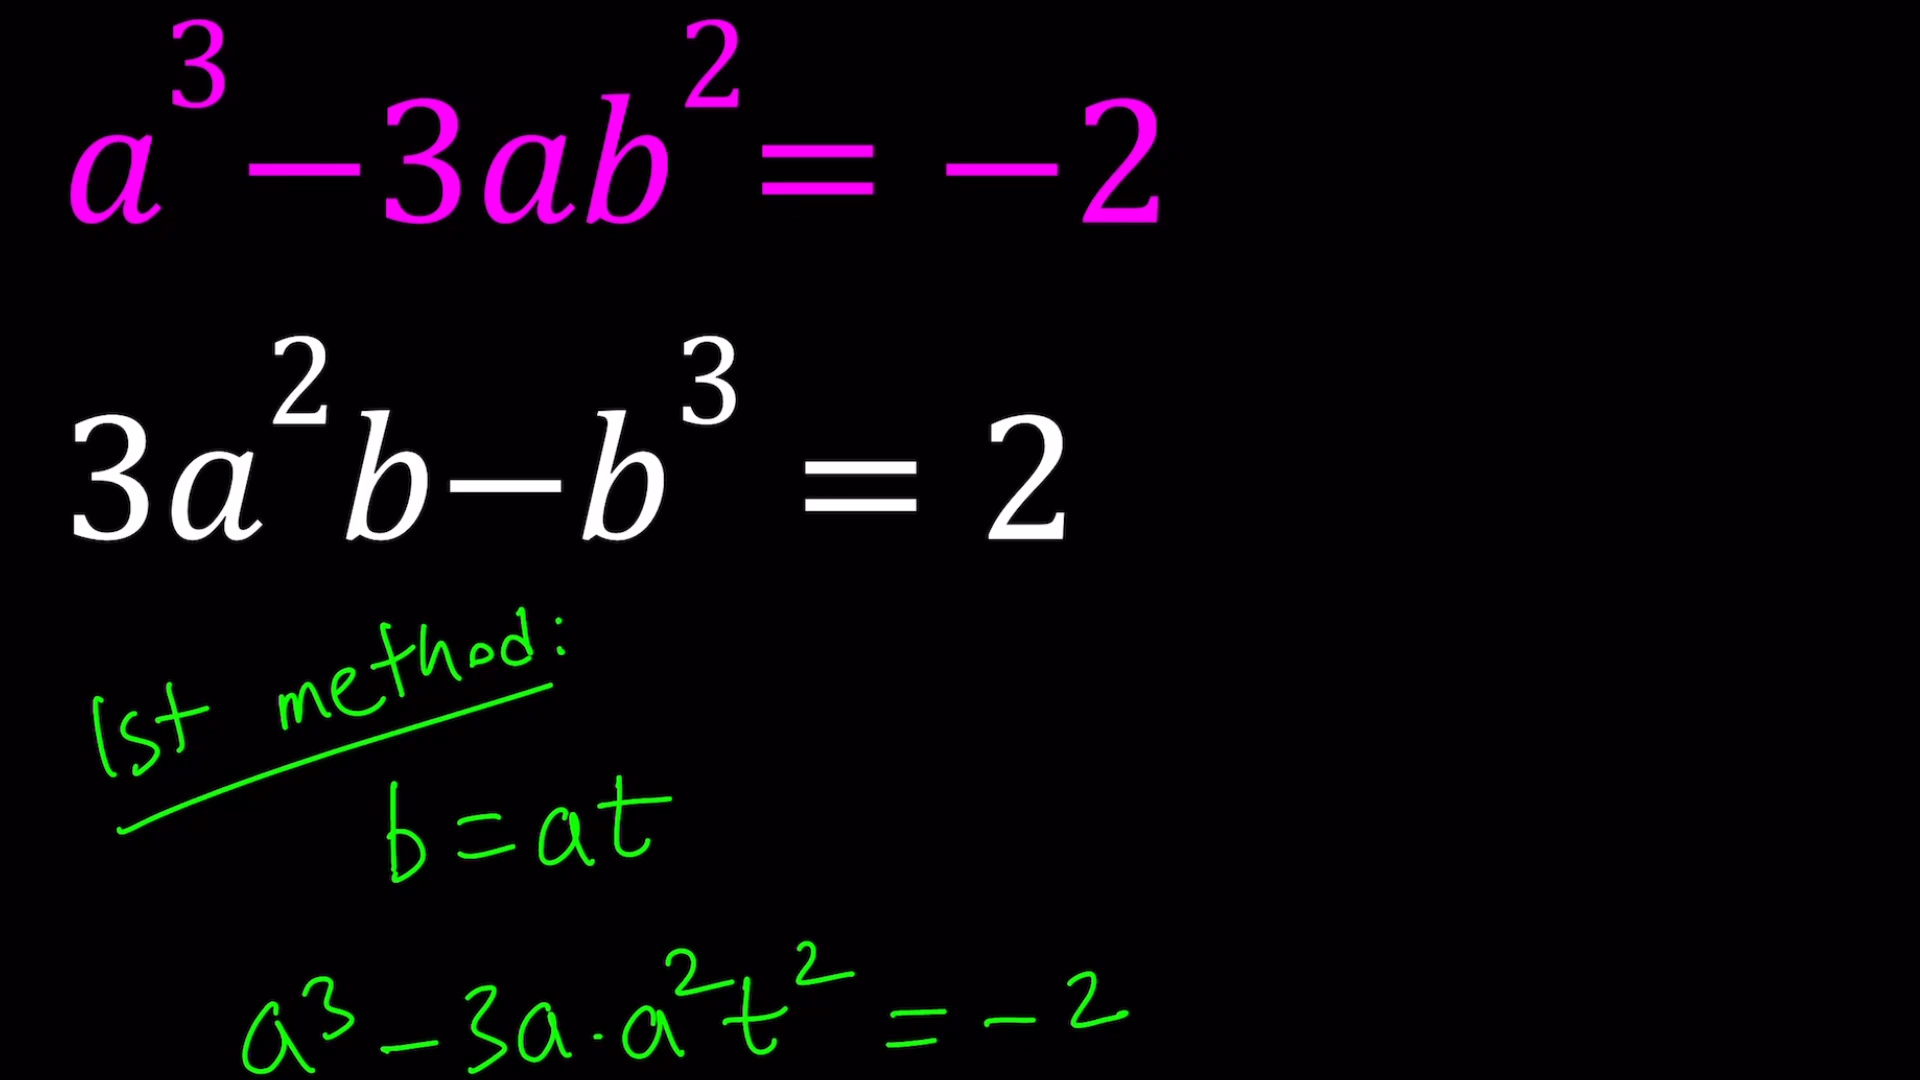 a³ − 3ab² = −2
3a²b − b³ = 2
1st method:
b = at
a³ − 3a · a²t² = −2